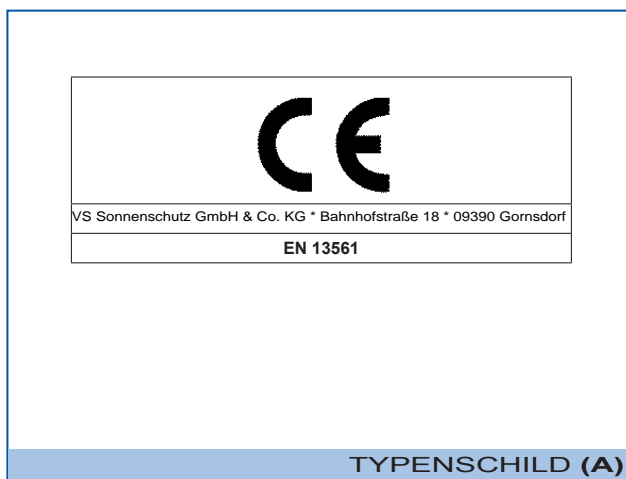 CE
VS Sonnenschutz GmbH & Co. KG * Bahnhofstraße 18 * 09390 Gornsdorf
EN 13561
TYPENSCHILD (A)